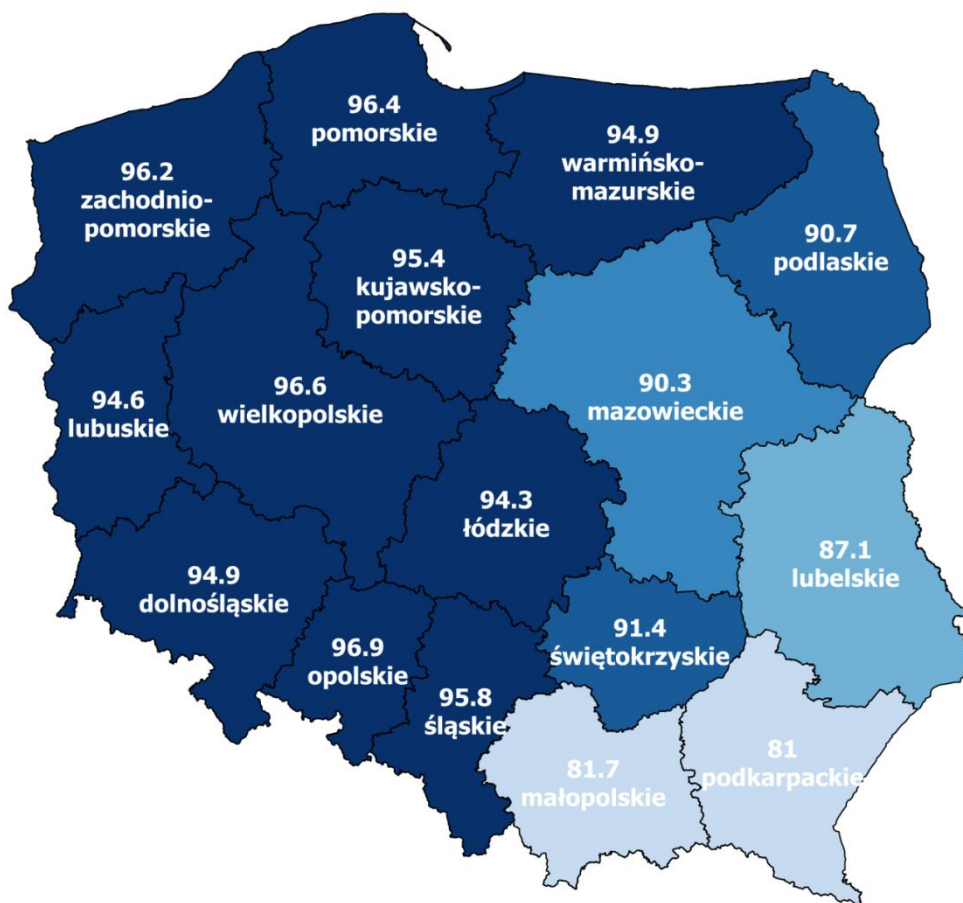 96.4
pomorskie
94.9
warmińsko-
mazurskie
96.2
zachodnio-
pomorskie
90.7
podlaskie
95.4
kujawsko-
pomorskie
90.3
mazowieckie
96.6
wielkopolskie
94.6
lubuskie
94.3
łódzkie
87.1
lubelskie
94.9
dolnośląskie
91.4
świętokrzyskie
96.9
opolskie
95.8
śląskie
81
podkarpackie
81.7
małopolskie